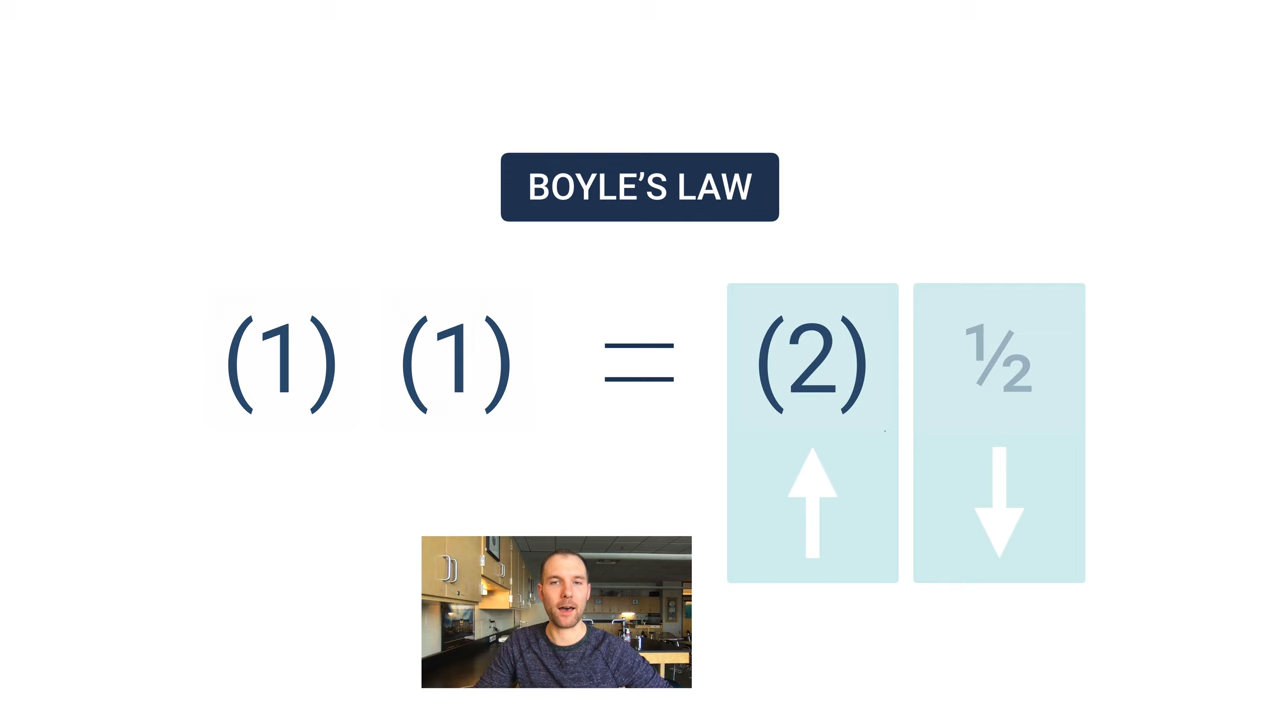 BOYLE’S LAW
(1) (1) = (2) ½